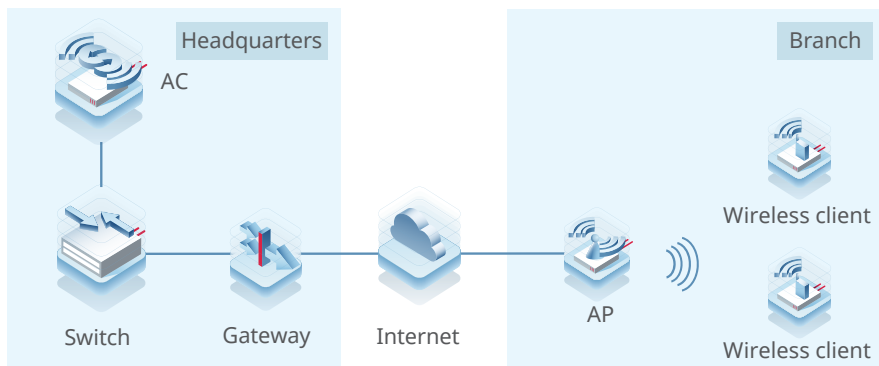 Headquarters
Branch
AC
Wireless client
AP
Switch
Gateway
Internet
Wireless client